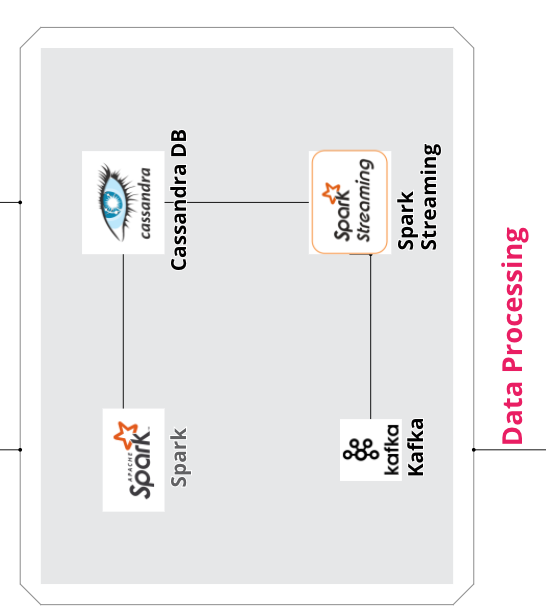 Data Processing
Kafka
kafka
Spark
Streaming
Spark
Streaming
Spark
APACHE
Spark
Cassandra DB
cassandra